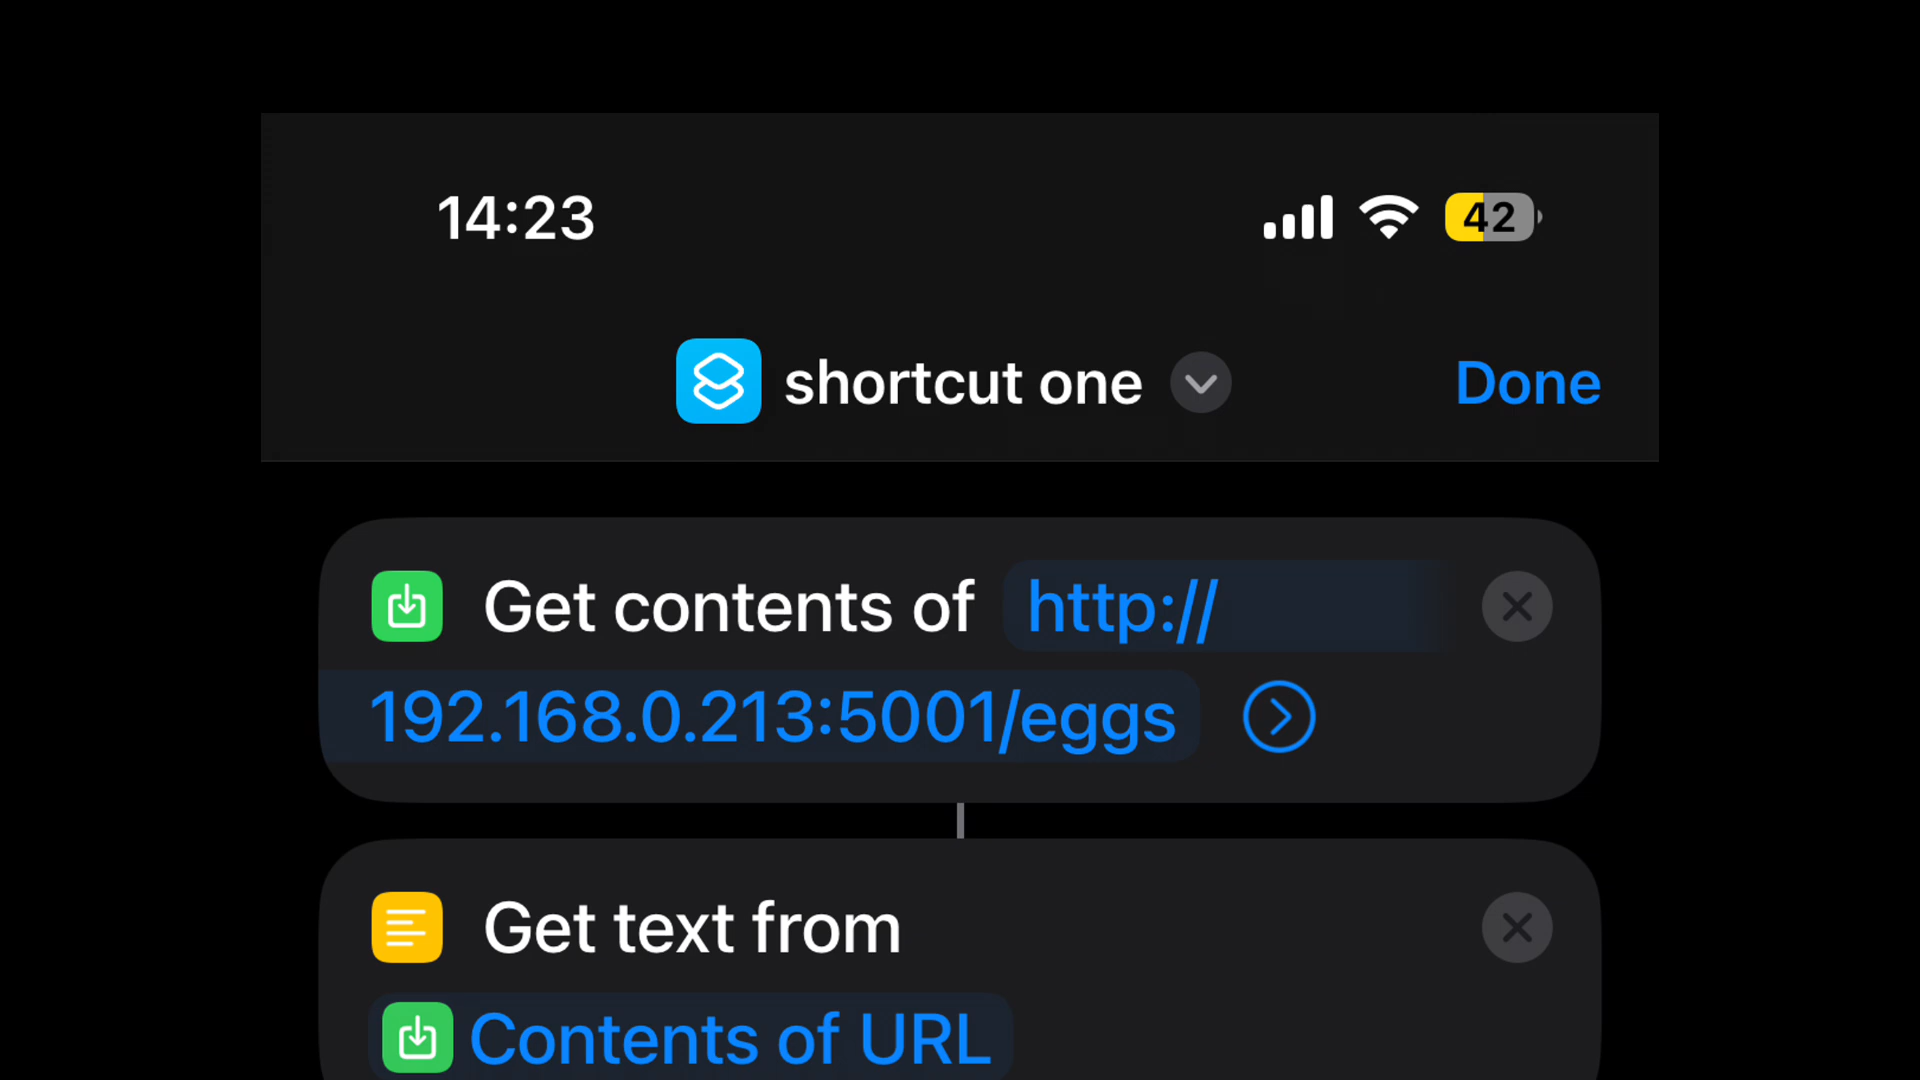 14:23 42
shortcut one Done
Get contents of http://
192.168.0.213:5001/eggs
Get text from
Contents of URL